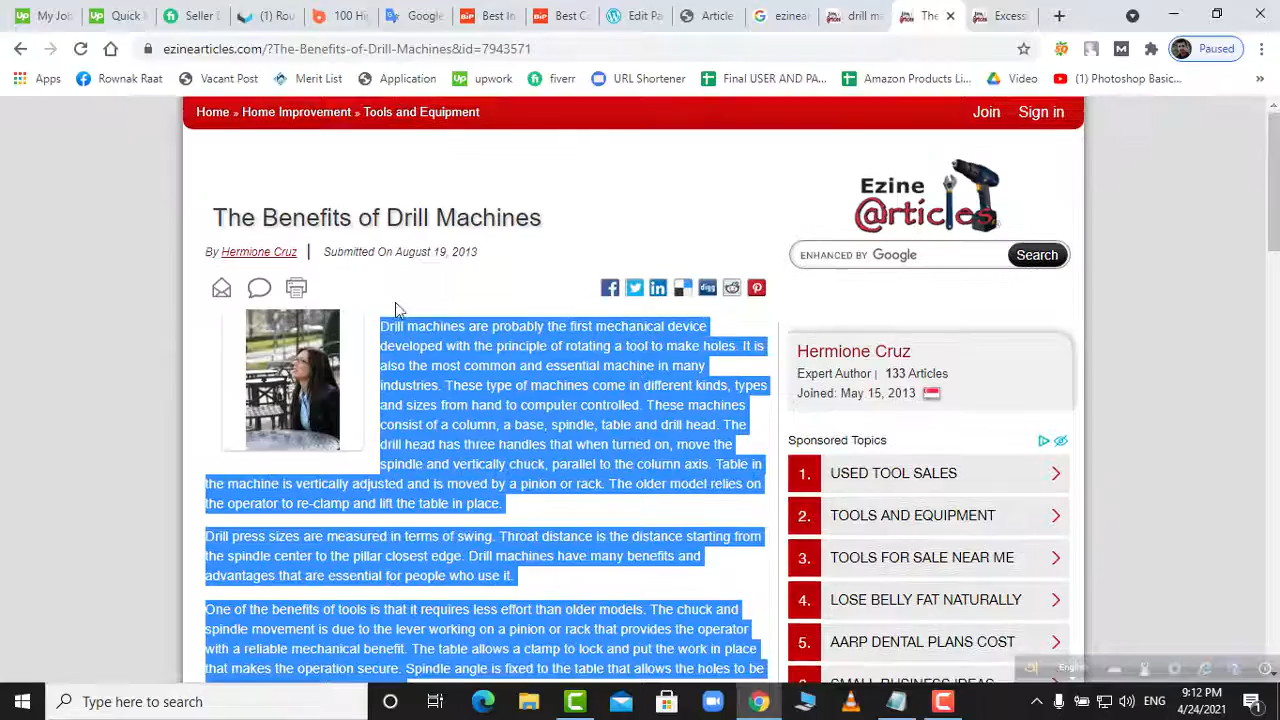 Up My Jo
Up Quick
fi Seller D
(1) Rou
100 Hi
Google
BiP Best In
BiP Best C
Edit Pa
Article
ezinear
drill m
The
Excess
ezinearticles.com/?The-Benefits-of-Drill-Machines&id=7943571
Paused
Apps
Rownak Raat
Vacant Post
Merit List
Application
Up upwork
fi fiverr
URL Shortener
Final USER AND PA...
Amazon Products Li...
Video
(1) Photoshop Basic...
Home » Home Improvement » Tools and Equipment
Join Sign in
Ezine
@rticles
The Benefits of Drill Machines
By Hermione Cruz | Submitted On August 19, 2013
ENHANCED BY Google
Search
Drill machines are probably the first mechanical device
developed with the principle of rotating a tool to make holes. It is
also the most common and essential machine in many
industries. These type of machines come in different kinds, types
and sizes from hand to computer controlled. These machines
consist of a column, a base, spindle, table and drill head. The
drill head has three handles that when turned on, move the
spindle and vertically chuck, parallel to the column axis. Table in
the machine is vertically adjusted and is moved by a pinion or rack. The older model relies on
the operator to re-clamp and lift the table in place.
Drill press sizes are measured in terms of swing. Throat distance is the distance starting from
the spindle center to the pillar closest edge. Drill machines have many benefits and
advantages that are essential for people who use it.
One of the benefits of tools is that it requires less effort than older models. The chuck and
spindle movement is due to the lever working on a pinion or rack that provides the operator
with a reliable mechanical benefit. The table allows a clamp to lock and put the work in place
that makes the operation secure. Spindle angle is fixed to the table that allows the holes to be
Hermione Cruz
Expert Author | 133 Articles
Joined: May 15, 2013
Sponsored Topics
1. USED TOOL SALES
2. TOOLS AND EQUIPMENT
3. TOOLS FOR SALE NEAR ME
4. LOSE BELLY FAT NATURALLY
5. AARP DENTAL PLANS COST
SMALL BUSINESS IDEAS
Type here to search
ENG
9:12 PM
4/24/2021